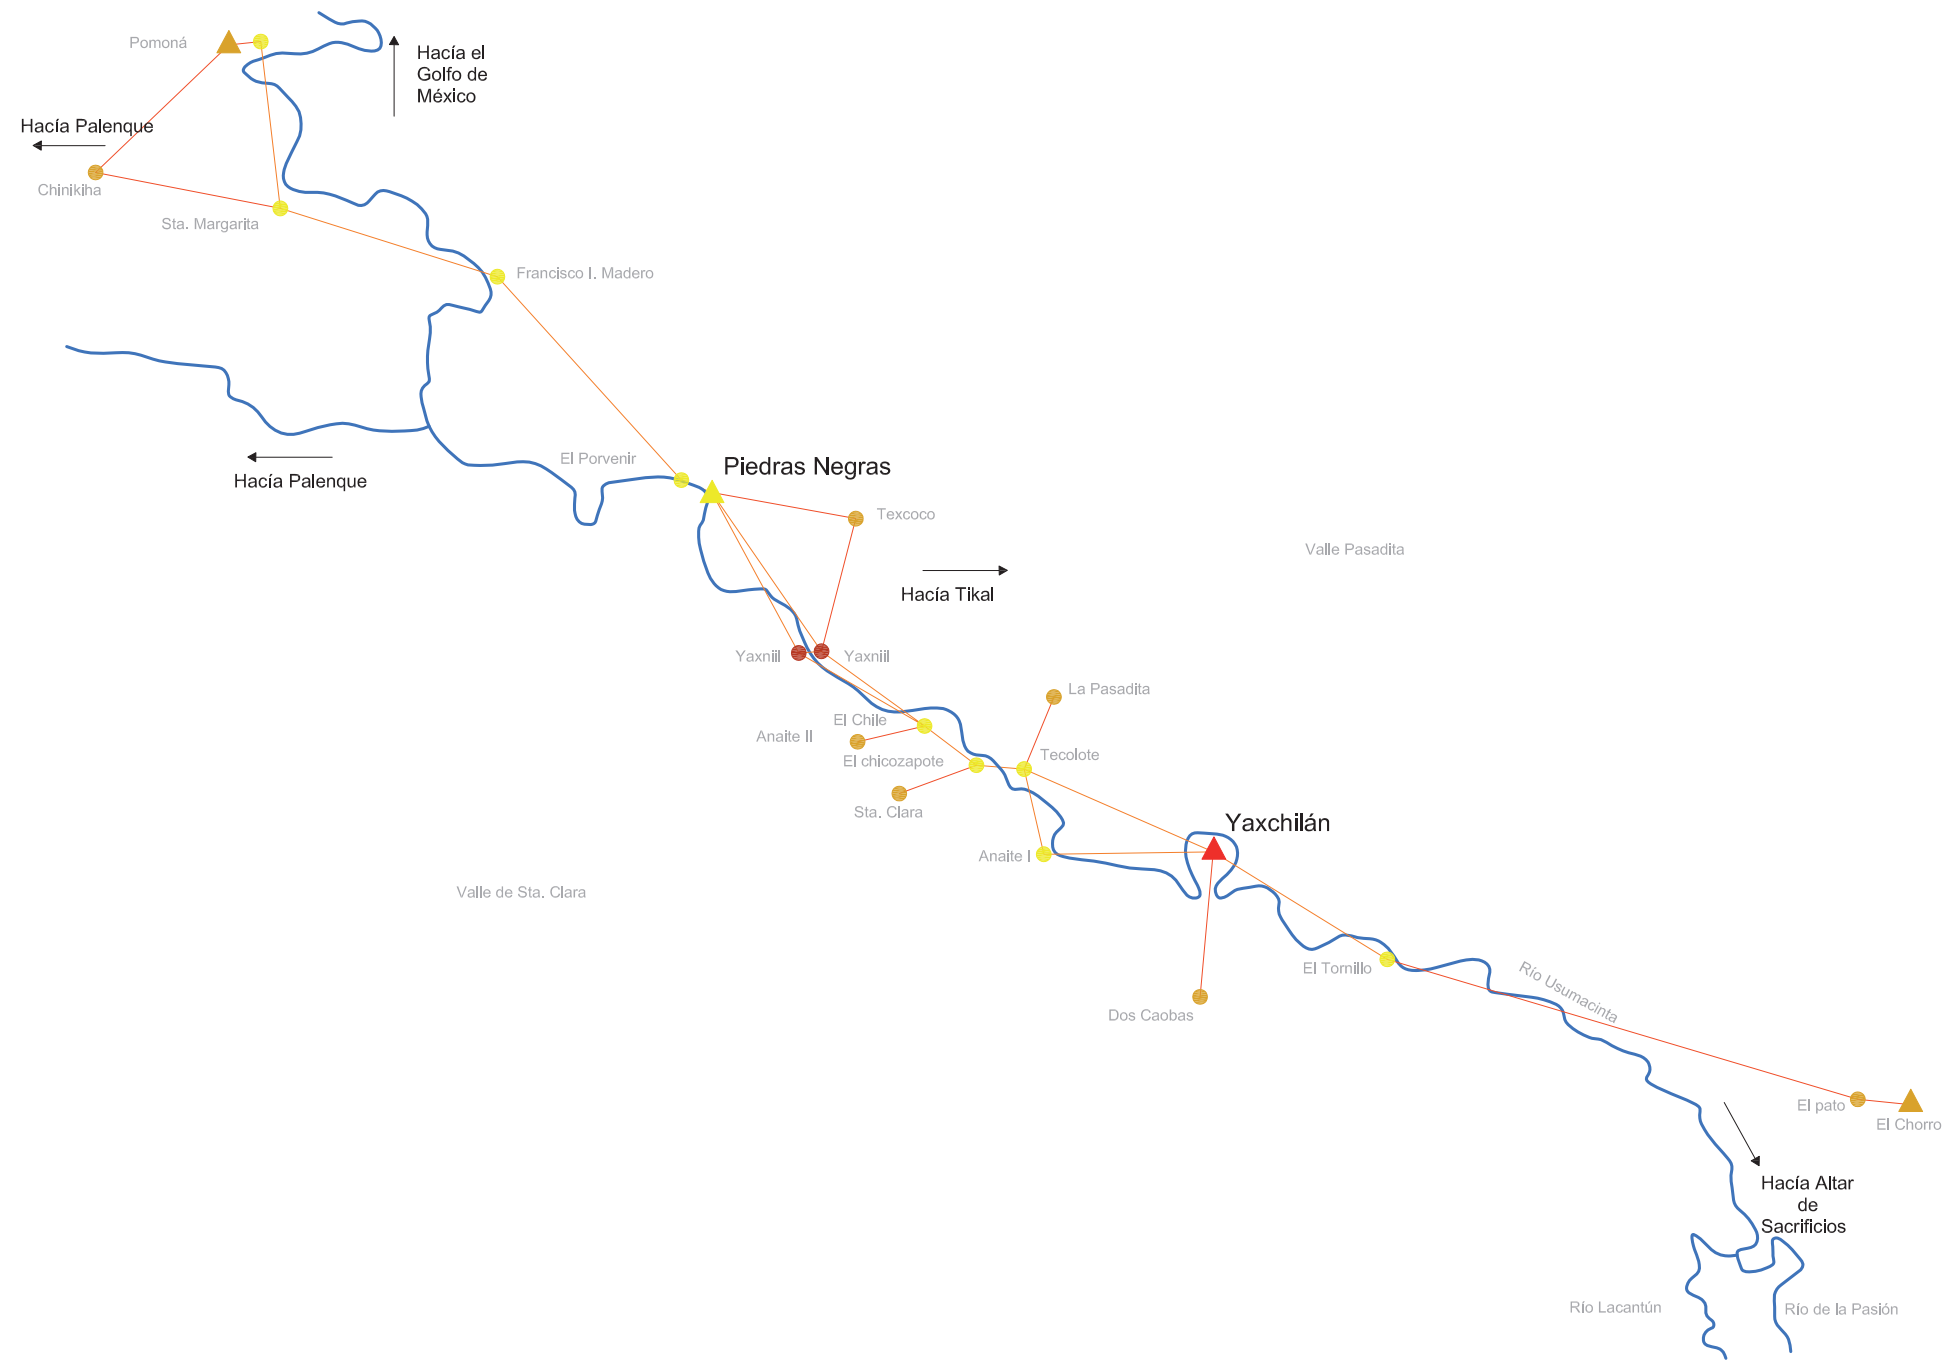 Pomoná
Hacía el
Golfo de
México
Hacía Palenque
Chinikiha
Sta. Margarita
Francisco I. Madero
El Porvenir
Piedras Negras
Hacía Palenque
Texcoco
Valle Pasadita
Hacía Tikal
Yaxniil
Yaxniil
La Pasadita
El Chile
Anaite II
Tecolote
El chicozapote
Sta. Clara
Yaxchilán
Anaite I
Valle de Sta. Clara
El Tornillo
Río Usumacinta
Dos Caobas
El pato
El Chorro
Hacía Altar
de
Sacrificios
Río Lacantún
Río de la Pasión